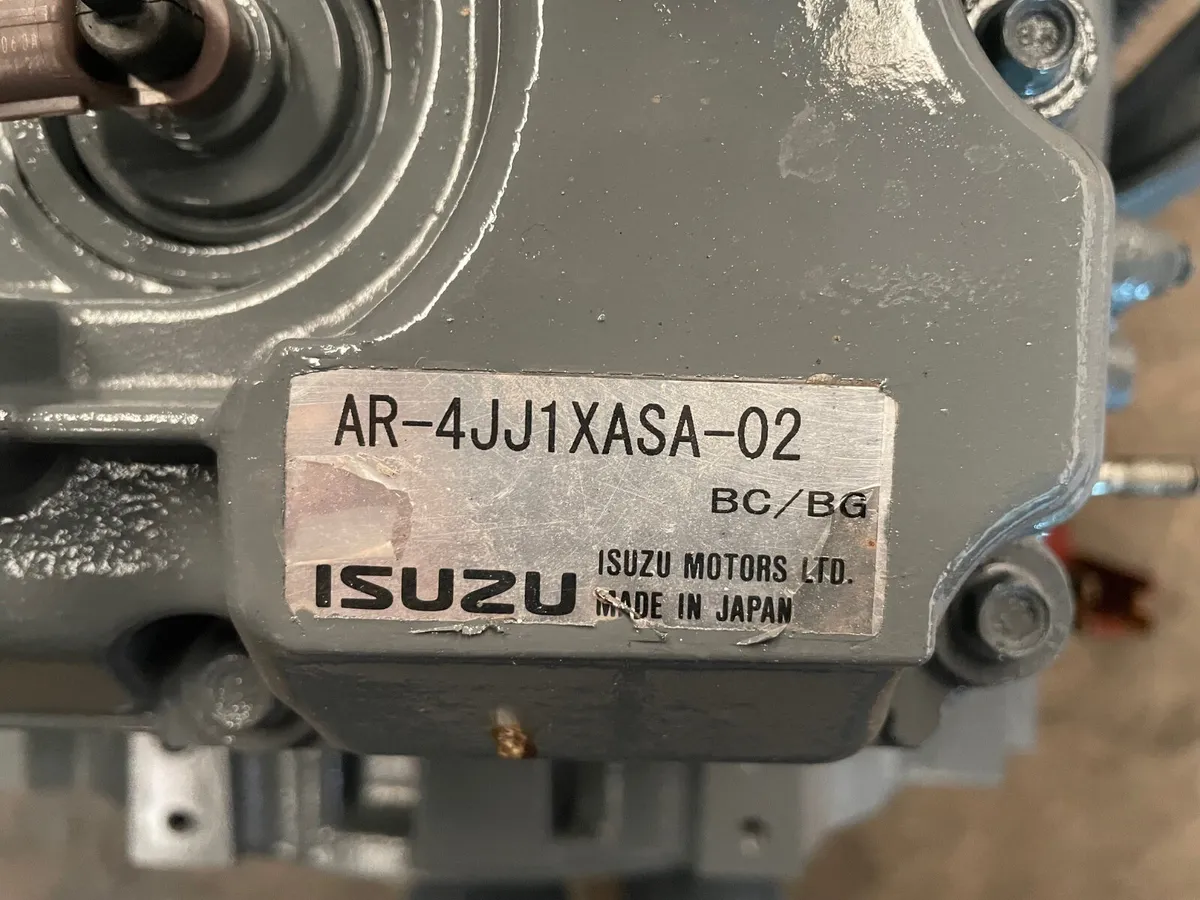 AR-4JJ1XASA-02
BC/BG
ISUZU
ISUZU MOTORS LTD.
MADE IN JAPAN